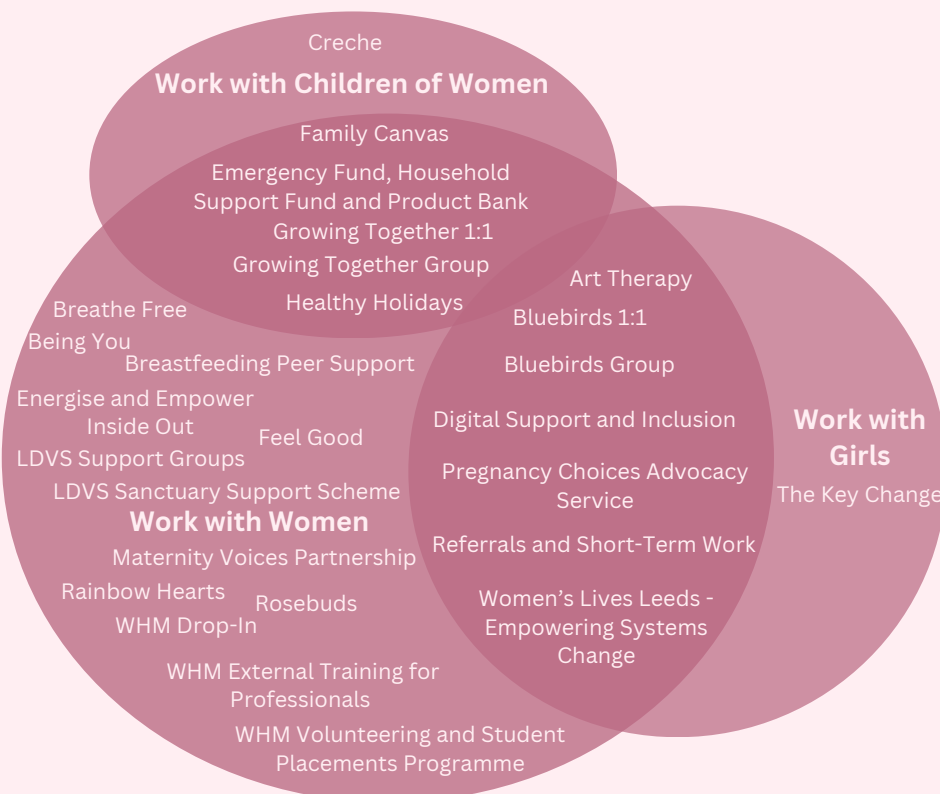 Creche
Work with Children of Women
Family Canvas
Emergency Fund, Household
Support Fund and Product Bank
Growing Together 1:1
Growing Together Group
Healthy Holidays
Breathe Free
Being You
Breastfeeding Peer Support
Energise and Empower
Inside Out
Feel Good
LDVS Support Groups
LDVS Sanctuary Support Scheme
Work with Women
Maternity Voices Partnership
Rainbow Hearts
Rosebuds
WHM Drop-In
WHM External Training for
Professionals
WHM Volunteering and Student
Placements Programme
Art Therapy
Bluebirds 1:1
Bluebirds Group
Digital Support and Inclusion
Pregnancy Choices Advocacy
Service
Referrals and Short-Term Work
Women’s Lives Leeds -
Empowering Systems
Change
Work with
Girls
The Key Change